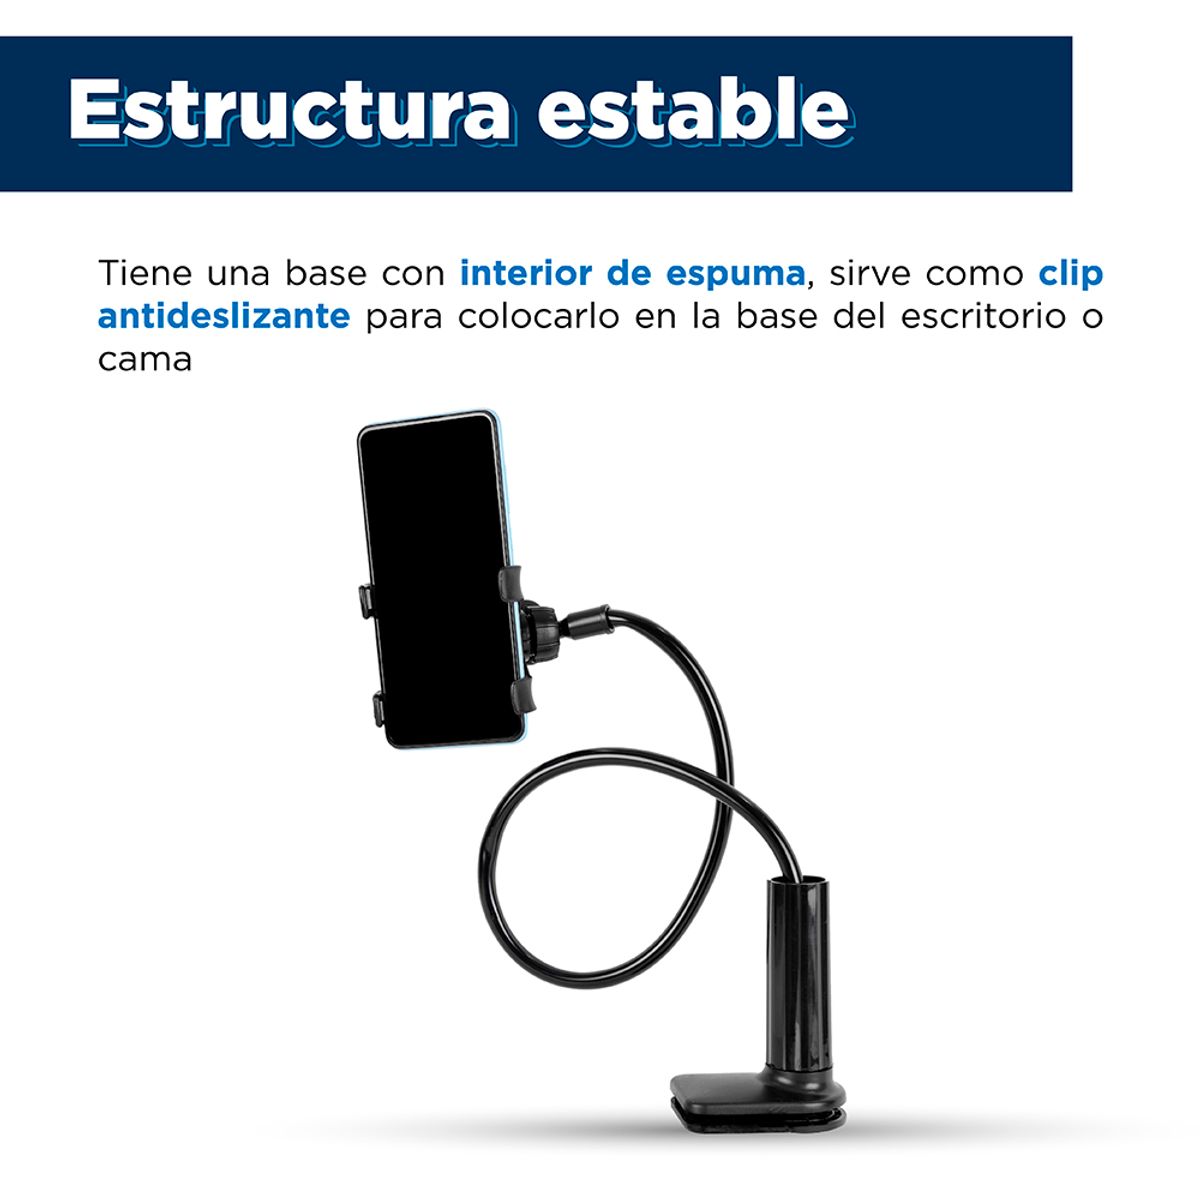 Estructura estable
Tiene una base con interior de espuma, sirve como clip
antideslizante para colocarlo en la base del escritorio o
cama